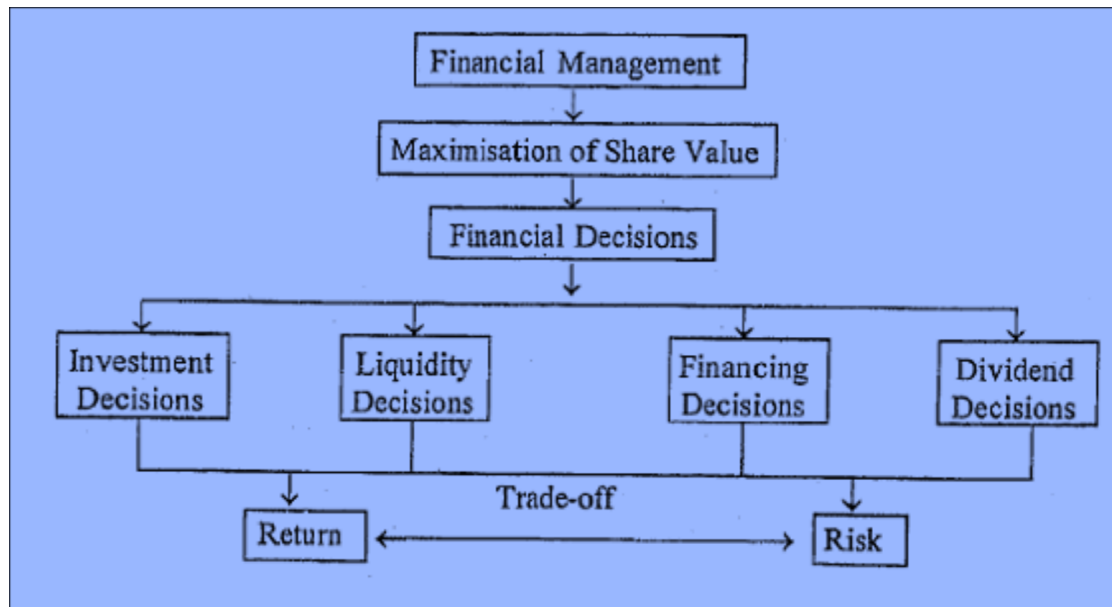 Financial Management
Maximisation of Share Value
Financial Decisions
Investment
Decisions
Liquidity
Decisions
Financing
Decisions
Dividend
Decisions
Trade-off
Return
Risk